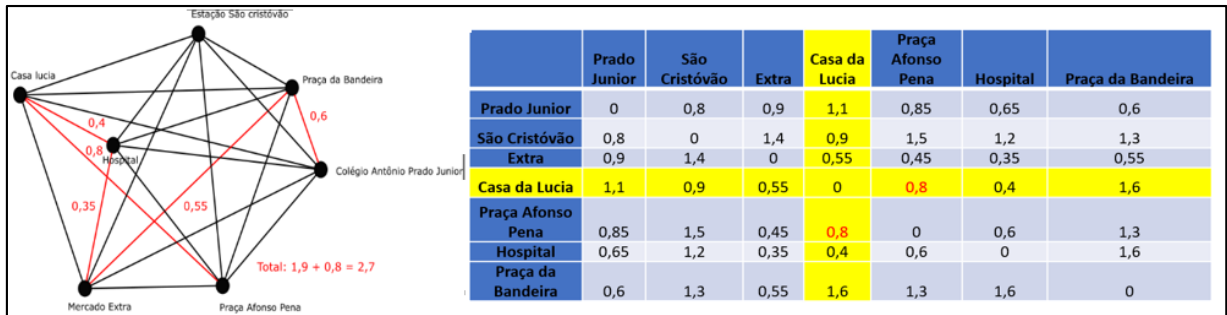 Estação São cristóvão
Casa lucia
Praça da Bandeira
0,4
0,6
0,8
Hospital
Colégio Antônio Prado Junior
0,35
0,55
Total: 1,9 + 0,8 = 2,7
Mercado Extra
Praça Afonso Pena
Prado Junior São Cristóvão Extra Casa da Lucia Praça Afonso Pena Hospital Praça da Bandeira
Prado Junior 0 0,8 0,9 1,1 0,85 0,65 0,6
São Cristóvão 0,8 0 1,4 0,9 1,5 1,2 1,3
Extra 0,9 1,4 0 0,55 0,45 0,35 0,55
Casa da Lucia 1,1 0,9 0,55 0 0,8 0,4 1,6
Praça Afonso Pena 0,85 1,5 0,45 0,8 0 0,6 1,3
Hospital 0,65 1,2 0,35 0,4 0,6 0 1,6
Praça da Bandeira 0,6 1,3 0,55 1,6 1,3 1,6 0